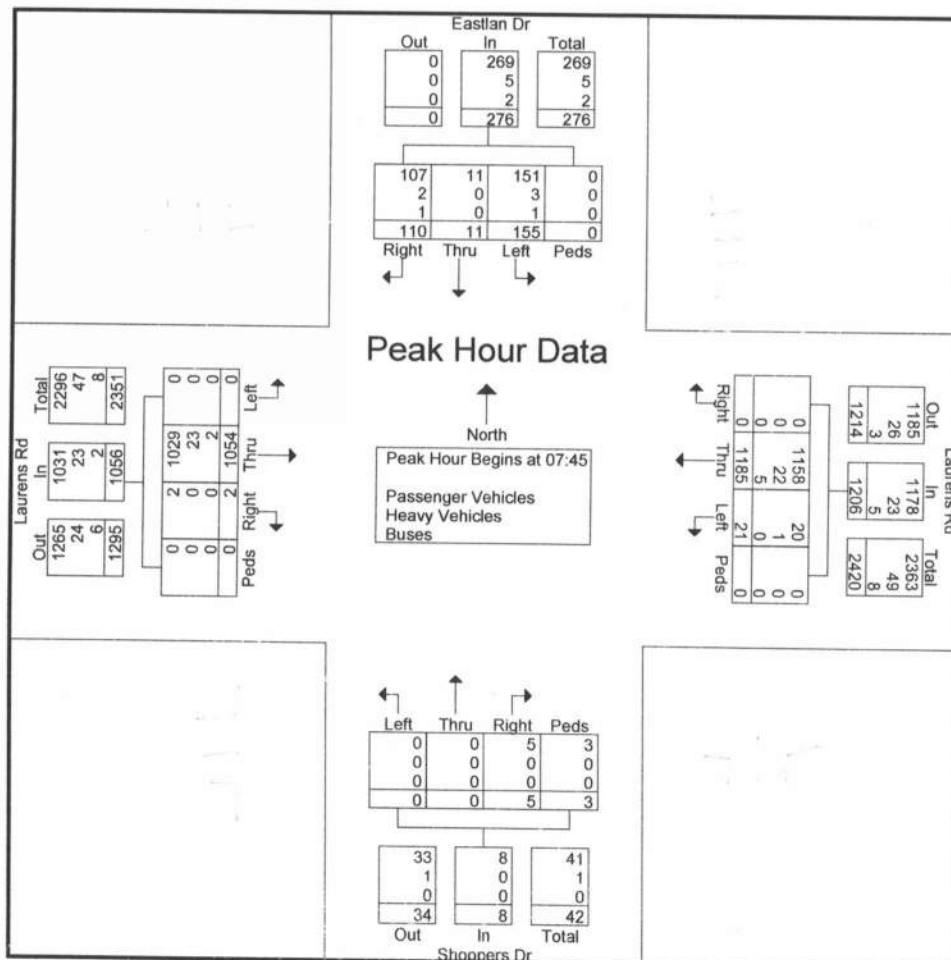 Eastlan Dr
Out In Total
0 269 269
0 5 5
0 2 2
0 276 276
107 11 151 0
2 0 3 0
1 0 1 0
110 11 155 0
Right Thru Left Peds
Peak Hour Data
North
Peak Hour Begins at 07:45
Passenger Vehicles
Heavy Vehicles
Buses
Laurens Rd
Out In Total
1265 1031 2296
24 23 47
6 2 8
1295 1056 2351
Peds Right Thru Left
0 2 1029 0
0 0 23 0
0 0 2 0
0 2 1054 0
Laurens Rd
Out In Total
1185 1178 2363
26 23 49
3 5 8
1214 1206 2420
0 1158 20 0
0 22 1 0
0 5 0 0
0 1185 21 0
Right Thru Left Peds
Left Thru Right Peds
0 0 5 3
0 0 0 0
0 0 0 0
0 0 5 3
33 8 41
1 0 1
0 0 0
34 8 42
Out In Total
Shoppers Dr